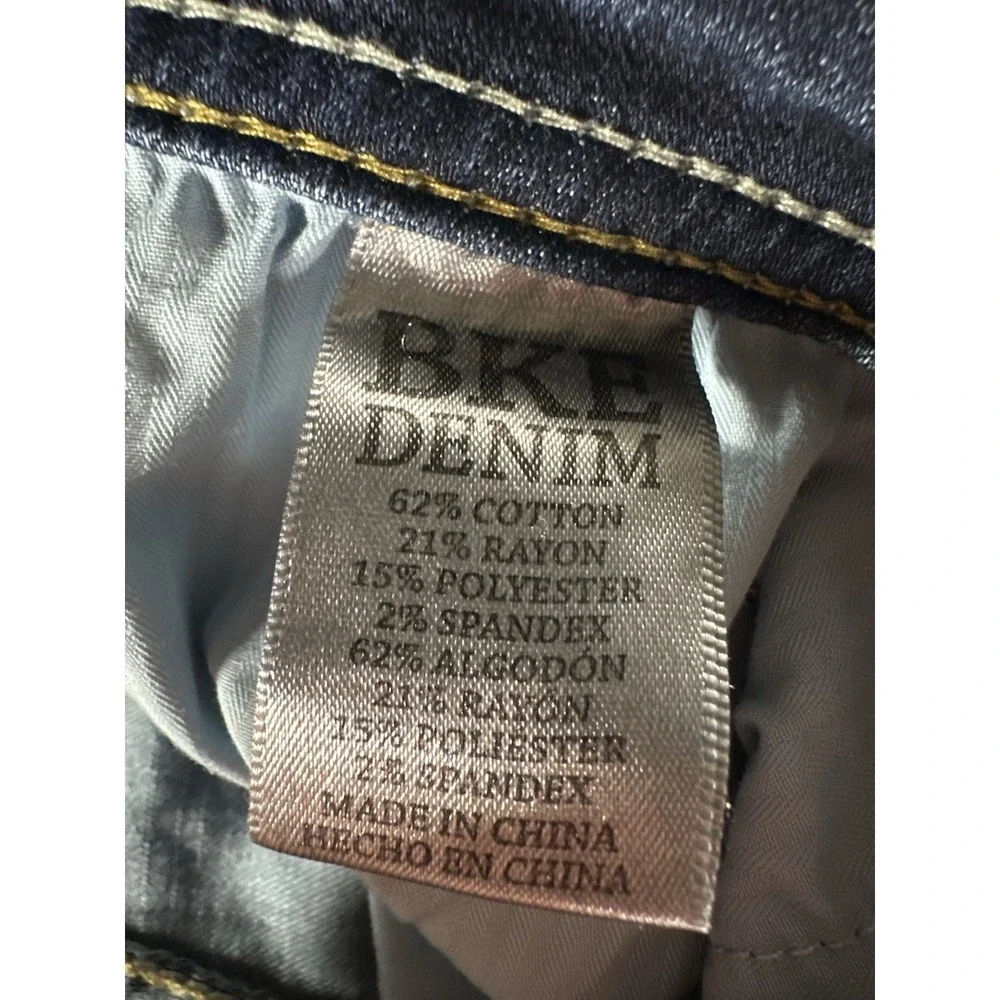 BKE
DENIM
62% COTTON
21% RAYON
15% POLYESTER
2% SPANDEX
62% ALGODÓN
21% RAYÓN
15% POLIESTER
2% SPANDEX
MADE IN CHINA
HECHO EN CHINA